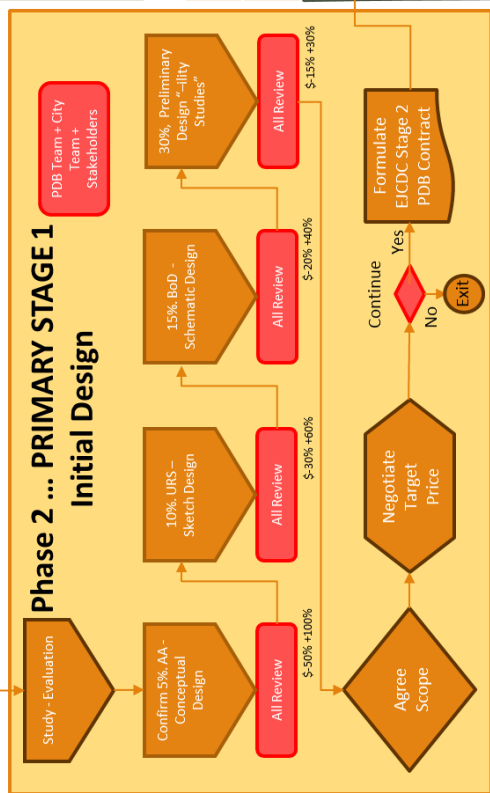 Phase 2 ... PRIMARY STAGE 1
Initial Design
PDB Team + City
Team +
Stakeholders
Study - Evaluation
Confirm 5%. AA -
Conceptual
Design
All Review
$-50% +100%
10%. URS –
Sketch Design
All Review
$-30% +60%
15%. BoD -
Schematic Design
All Review
$-20% +40%
30%, Preliminary
Design “–ility
Studies”
All Review
$-15% +30%
Agree
Scope
Negotiate
Target
Price
Continue
Yes
No
Exit
Formulate
EJCDC Stage 2
PDB Contract